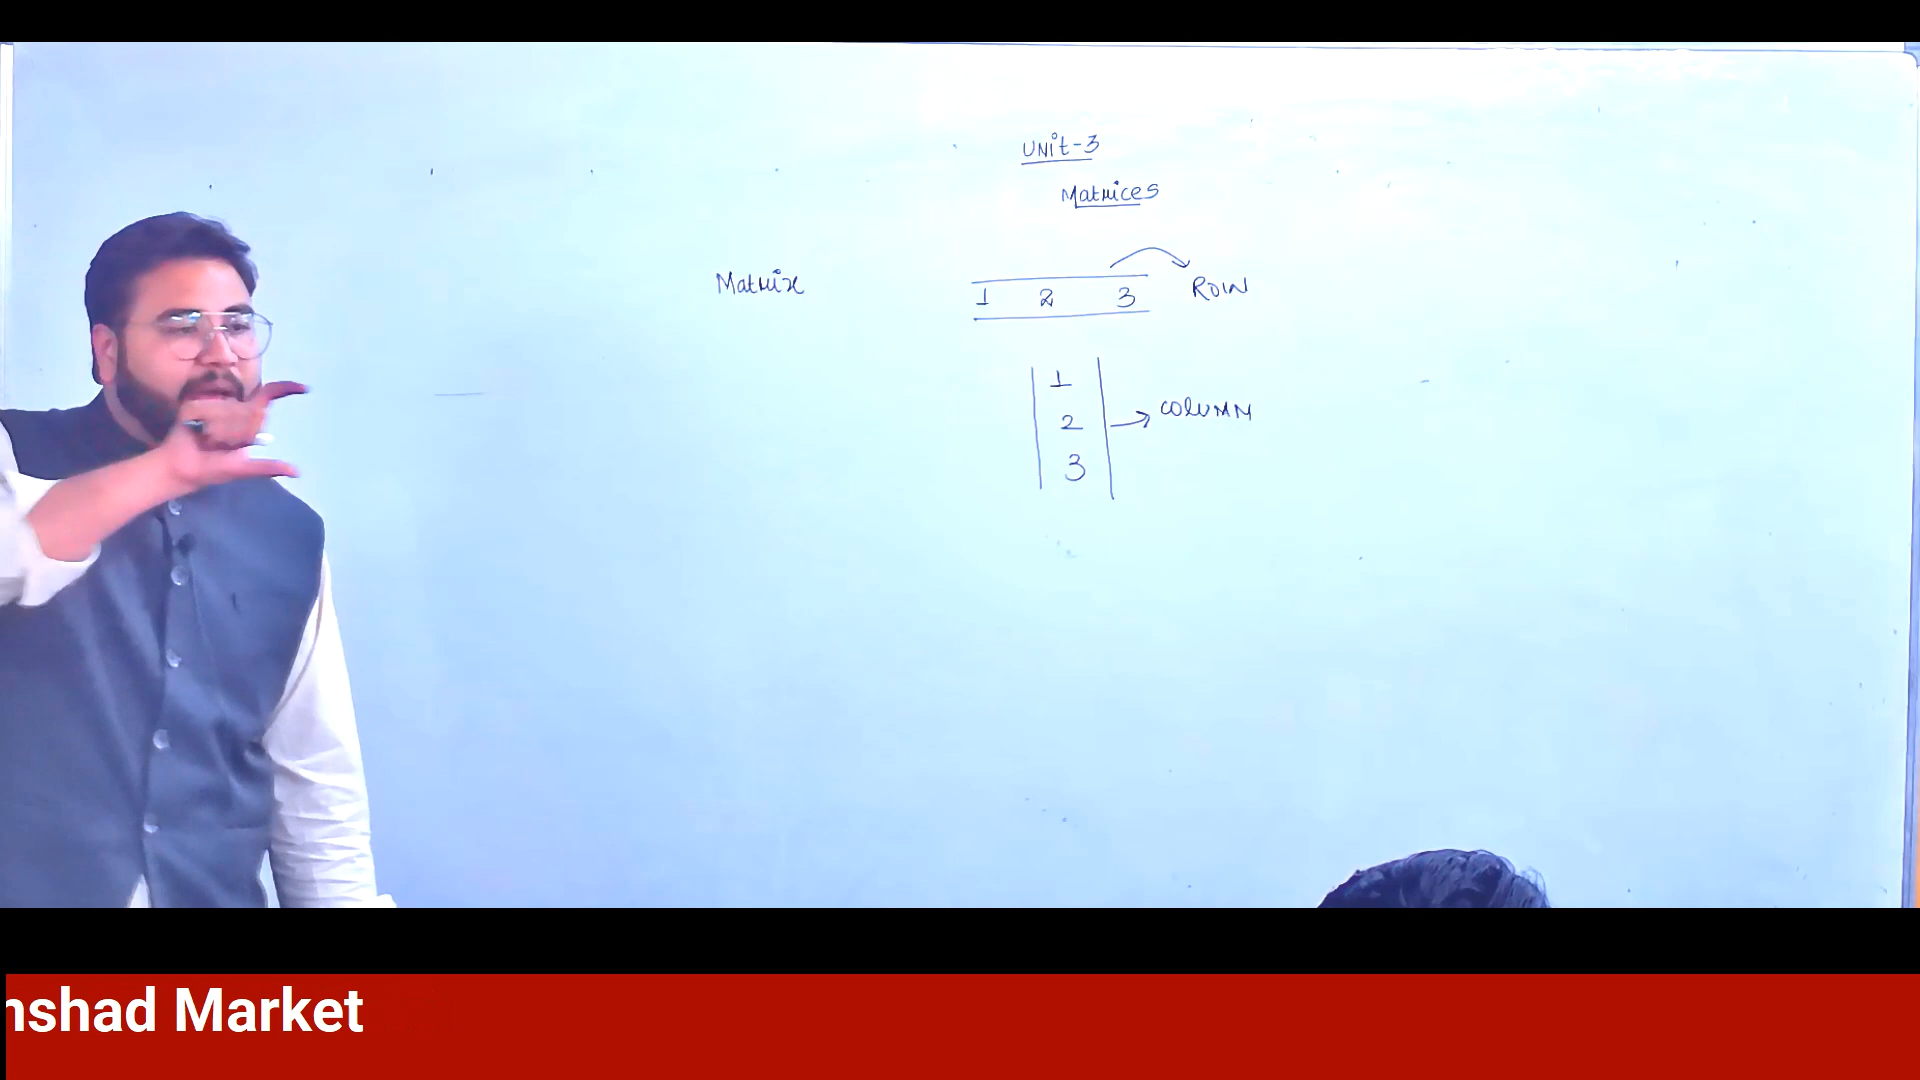 UNit-3
Matrices
Matrix
1 2 3 ROW
1
2
3
COLUMN
nshad Market